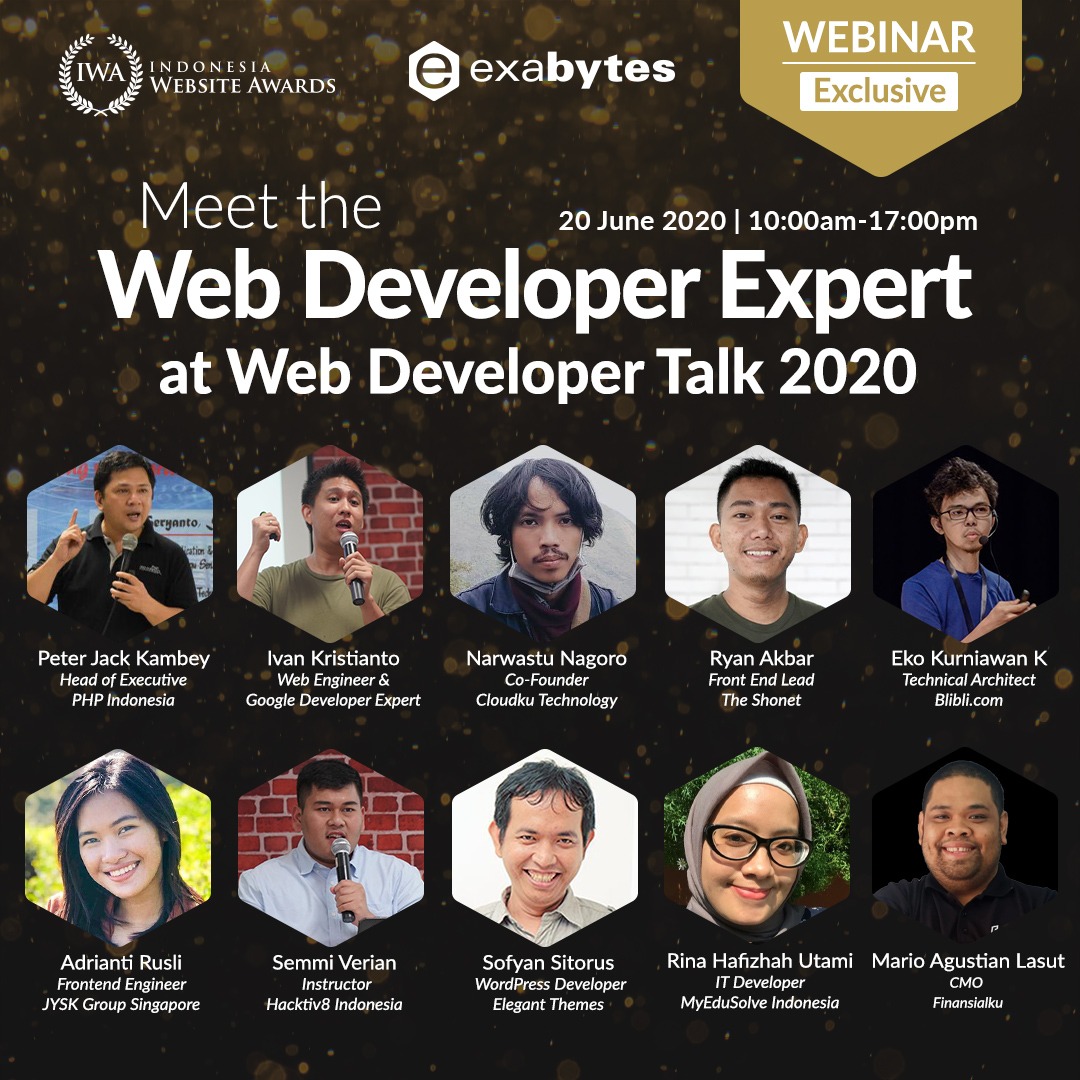 IWA
INDONESIA
WEBSITE AWARDS
e exabytes
WEBINAR
Exclusive
Meet the
20 June 2020 | 10:00am-17:00pm
Web Developer Expert
at Web Developer Talk 2020
Seryanto,
Peter Jack Kambey
Head of Executive
PHP Indonesia
Ivan Kristianto
Web Engineer &
Google Developer Expert
Narwastu Nagoro
Co-Founder
Cloudku Technology
Ryan Akbar
Front End Lead
The Shonet
Eko Kurniawan K
Technical Architect
Blibli.com
Adrianti Rusli
Frontend Engineer
JYSK Group Singapore
Semmi Verian
Instructor
Hacktiv8 Indonesia
Sofyan Sitorus
WordPress Developer
Elegant Themes
Rina Hafizhah Utami
IT Developer
MyEduSolve Indonesia
Mario Agustian Lasut
CMO
Finansialku